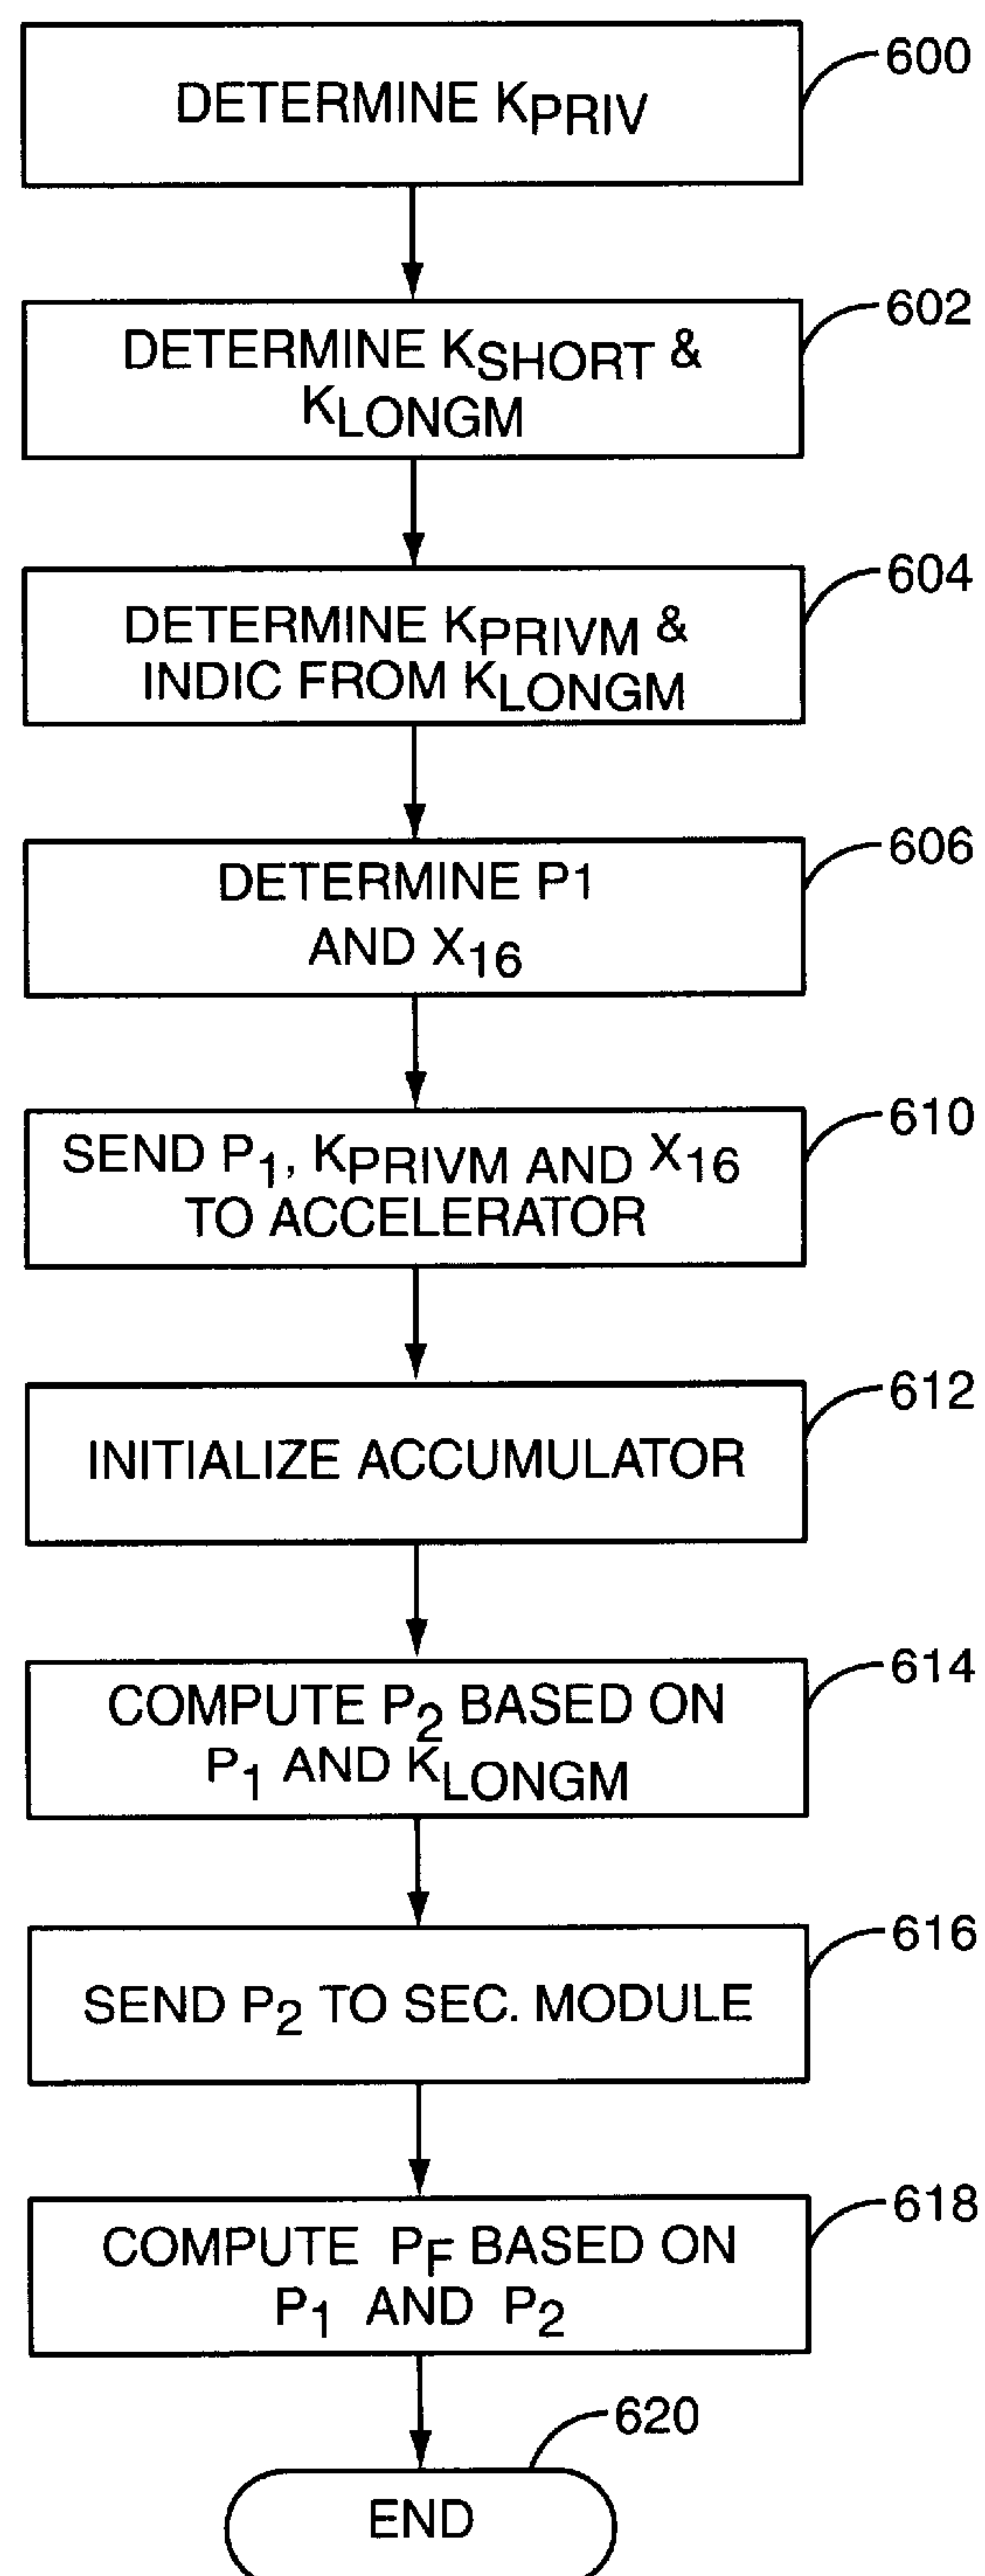 DETERMINE KPRIV
600
DETERMINE KSHORT &
KLONGM
602
DETERMINE KPRIVM &
INDIC FROM KLONGM
604
DETERMINE P1
AND X16
606
SEND P1, KPRIVM AND X16
TO ACCELERATOR
610
INITIALIZE ACCUMULATOR
612
COMPUTE P2 BASED ON
P1 AND KLONGM
614
SEND P2 TO SEC. MODULE
616
COMPUTE PF BASED ON
P1 AND P2
618
620
END